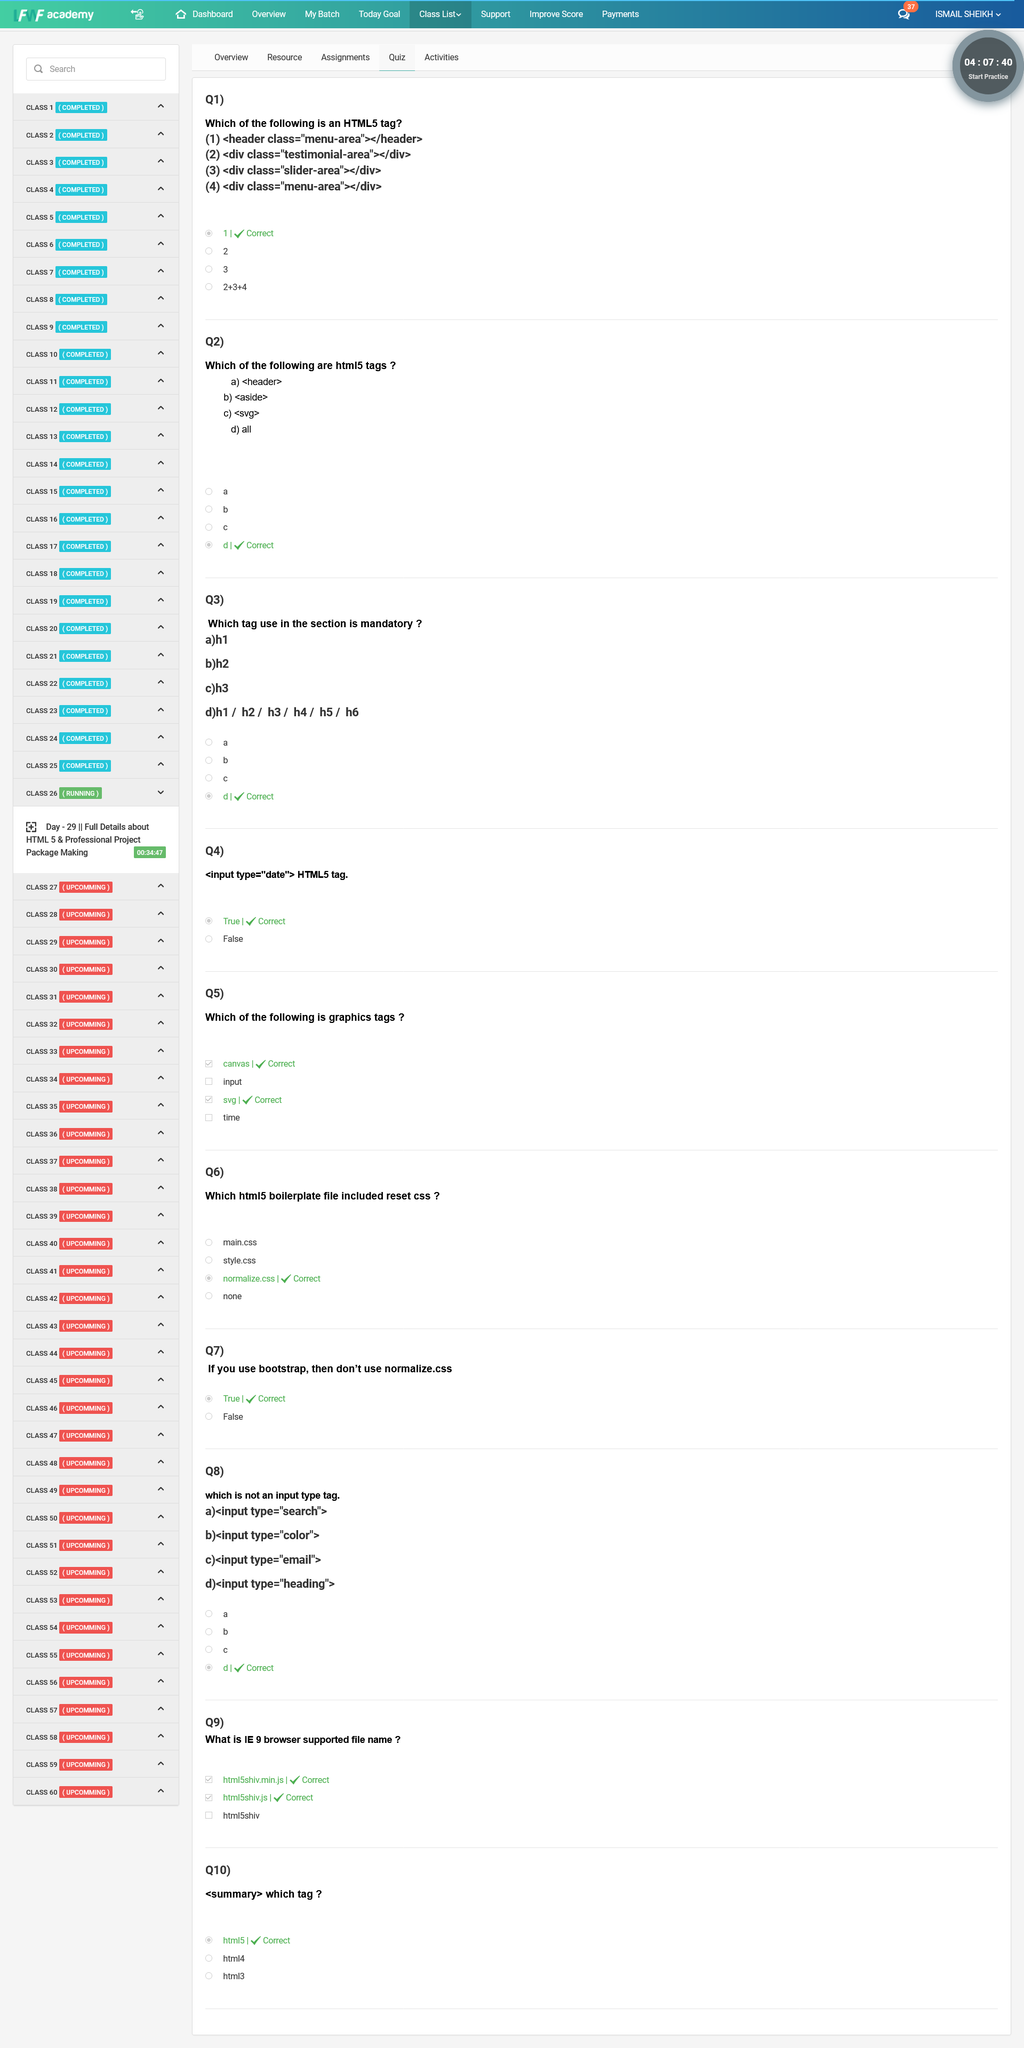 IFWF academy
Dashboard
Overview
My Batch
Today Goal
Class List
Support
Improve Score
Payments
37
ISMAIL SHEIKH
04 : 07 : 40
Start Practice
Search
CLASS 1 ( COMPLETED )
CLASS 2 ( COMPLETED )
CLASS 3 ( COMPLETED )
CLASS 4 ( COMPLETED )
CLASS 5 ( COMPLETED )
CLASS 6 ( COMPLETED )
CLASS 7 ( COMPLETED )
CLASS 8 ( COMPLETED )
CLASS 9 ( COMPLETED )
CLASS 10 ( COMPLETED )
CLASS 11 ( COMPLETED )
CLASS 12 ( COMPLETED )
CLASS 13 ( COMPLETED )
CLASS 14 ( COMPLETED )
CLASS 15 ( COMPLETED )
CLASS 16 ( COMPLETED )
CLASS 17 ( COMPLETED )
CLASS 18 ( COMPLETED )
CLASS 19 ( COMPLETED )
CLASS 20 ( COMPLETED )
CLASS 21 ( COMPLETED )
CLASS 22 ( COMPLETED )
CLASS 23 ( COMPLETED )
CLASS 24 ( COMPLETED )
CLASS 25 ( COMPLETED )
CLASS 26 ( RUNNING )
Day - 29 || Full Details about
HTML 5 & Professional Project
Package Making 00:34:47
CLASS 27 ( UPCOMMING )
CLASS 28 ( UPCOMMING )
CLASS 29 ( UPCOMMING )
CLASS 30 ( UPCOMMING )
CLASS 31 ( UPCOMMING )
CLASS 32 ( UPCOMMING )
CLASS 33 ( UPCOMMING )
CLASS 34 ( UPCOMMING )
CLASS 35 ( UPCOMMING )
CLASS 36 ( UPCOMMING )
CLASS 37 ( UPCOMMING )
CLASS 38 ( UPCOMMING )
CLASS 39 ( UPCOMMING )
CLASS 40 ( UPCOMMING )
CLASS 41 ( UPCOMMING )
CLASS 42 ( UPCOMMING )
CLASS 43 ( UPCOMMING )
CLASS 44 ( UPCOMMING )
CLASS 45 ( UPCOMMING )
CLASS 46 ( UPCOMMING )
CLASS 47 ( UPCOMMING )
CLASS 48 ( UPCOMMING )
CLASS 49 ( UPCOMMING )
CLASS 50 ( UPCOMMING )
CLASS 51 ( UPCOMMING )
CLASS 52 ( UPCOMMING )
CLASS 53 ( UPCOMMING )
CLASS 54 ( UPCOMMING )
CLASS 55 ( UPCOMMING )
CLASS 56 ( UPCOMMING )
CLASS 57 ( UPCOMMING )
CLASS 58 ( UPCOMMING )
CLASS 59 ( UPCOMMING )
CLASS 60 ( UPCOMMING )
Overview
Resource
Assignments
Quiz
Activities
Q1)
Which of the following is an HTML5 tag?
(1) <header class="menu-area"></header>
(2) <div class="testimonial-area"></div>
(3) <div class="slider-area"></div>
(4) <div class="menu-area"></div>
1 | ✔ Correct
2
3
2+3+4
Q2)
Which of the following are html5 tags ?
a) <header>
b) <aside>
c) <svg>
d) all
a
b
c
d | ✔ Correct
Q3)
Which tag use in the section is mandatory ?
a)h1
b)h2
c)h3
d)h1 / h2 / h3 / h4 / h5 / h6
a
b
c
d | ✔ Correct
Q4)
<input type="date"> HTML5 tag.
True | ✔ Correct
False
Q5)
Which of the following is graphics tags ?
canvas | ✔ Correct
input
svg | ✔ Correct
time
Q6)
Which html5 boilerplate file included reset css ?
main.css
style.css
normalize.css | ✔ Correct
none
Q7)
If you use bootstrap, then don't use normalize.css
True | ✔ Correct
False
Q8)
which is not an input type tag.
a)<input type="search">
b)<input type="color">
c)<input type="email">
d)<input type="heading">
a
b
c
d | ✔ Correct
Q9)
What is IE 9 browser supported file name ?
html5shiv.min.js | ✔ Correct
html5shiv.js | ✔ Correct
html5shiv
Q10)
<summary> which tag ?
html5 | ✔ Correct
html4
html3